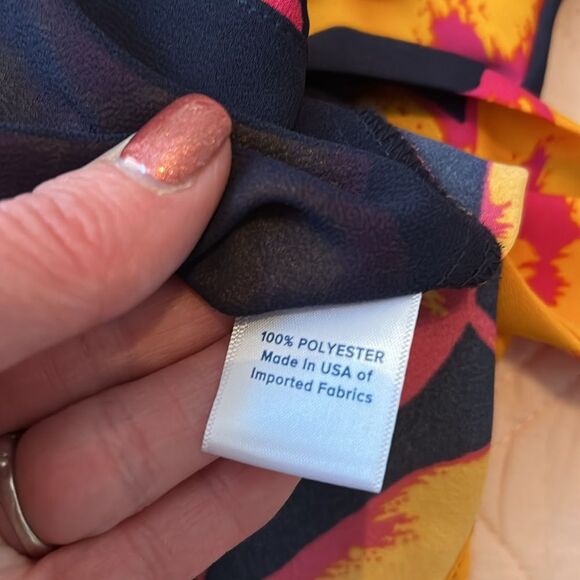 100% POLYESTER
Made in USA of
Imported Fabrics